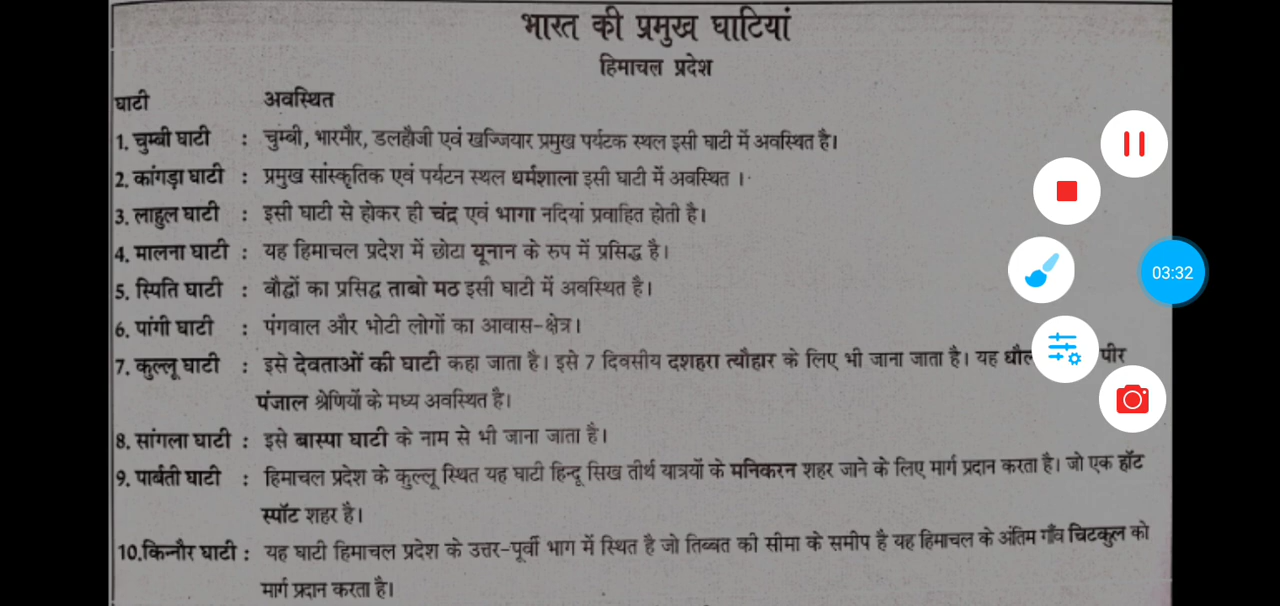 भारत की प्रमुख घाटियां
हिमाचल प्रदेश
घाटी अवस्थित
1. चुम्बी घाटी : चुम्बी, भारमौर, डलहौजी एवं खज्जियार प्रमुख पर्यटक स्थल इसी घाटी में अवस्थित है।
2. कांगड़ा घाटी : प्रमुख सांस्कृतिक एवं पर्यटन स्थल धर्मशाला इसी घाटी में अवस्थित ।
3. लाहुल घाटी : इसी घाटी से होकर ही चंद्र एवं भागा नदियां प्रवाहित होती है।
4. मालना घाटी : यह हिमाचल प्रदेश में छोटा यूनान के रुप में प्रसिद्ध है।
5. स्पिति घाटी : बौद्धों का प्रसिद्ध ताबो मठ इसी घाटी में अवस्थित है।
6. पांगी घाटी : पंगवाल और भोटी लोगों का आवास-क्षेत्र।
7. कुल्लू घाटी : इसे देवताओं की घाटी कहा जाता है। इसे 7 दिवसीय दशहरा त्यौहार के लिए भी जाना जाता है। यह पीर
पंजाल श्रेणियों के मध्य अवस्थित है।
8. सांगला घाटी : इसे बास्पा घाटी के नाम से भी जाना जाता है।
9. पार्बती घाटी : हिमाचल प्रदेश के कुल्लू स्थित यह घाटी हिन्दू सिख तीर्थ यात्रयों के मनिकरन शहर जाने के लिए मार्ग प्रदान करता है। जो एक हॉट
स्पॉट शहर है।
10.किन्नौर घाटी : यह घाटी हिमाचल प्रदेश के उत्तर-पूर्वी भाग में स्थित है जो तिब्बत की सीमा के समीप है यह हिमाचल के अंतिम गाँव चिटकुल को
मार्ग प्रदान करता है।
03:32